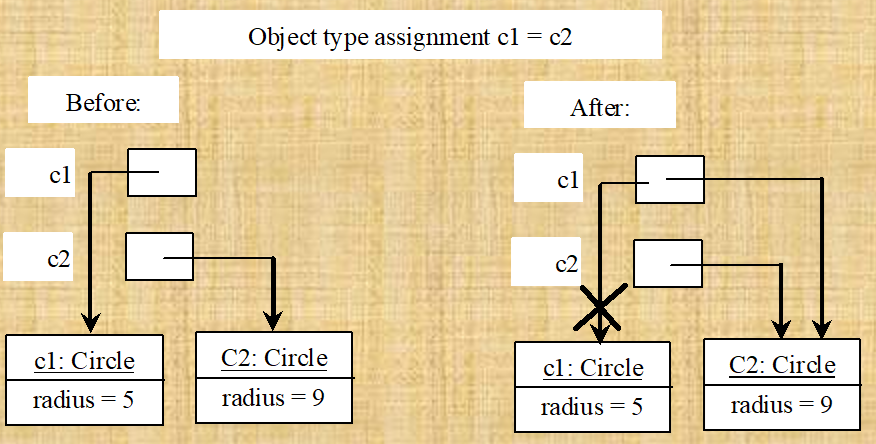 Object type assignment c1 = c2
Before:
c1
c2
c1: Circle
radius = 5
C2: Circle
radius = 9
After:
c1
c2
c1: Circle
radius = 5
C2: Circle
radius = 9